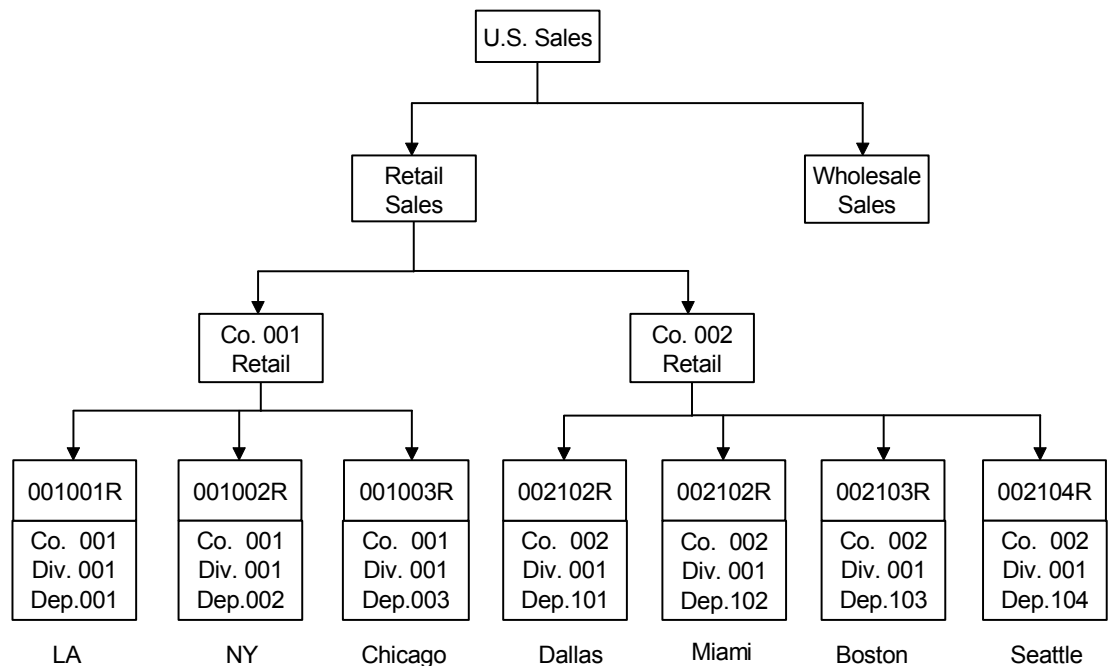 U.S. Sales
Retail
Sales
Wholesale
Sales
Co. 001
Retail
Co. 002
Retail
001001R
Co. 001
Div. 001
Dep.001
LA
001002R
Co. 001
Div. 001
Dep.002
NY
001003R
Co. 001
Div. 001
Dep.003
Chicago
002102R
Co. 002
Div. 001
Dep.101
Dallas
002102R
Co. 002
Div. 001
Dep.102
Miami
002103R
Co. 002
Div. 001
Dep.103
Boston
002104R
Co. 002
Div. 001
Dep.104
Seattle